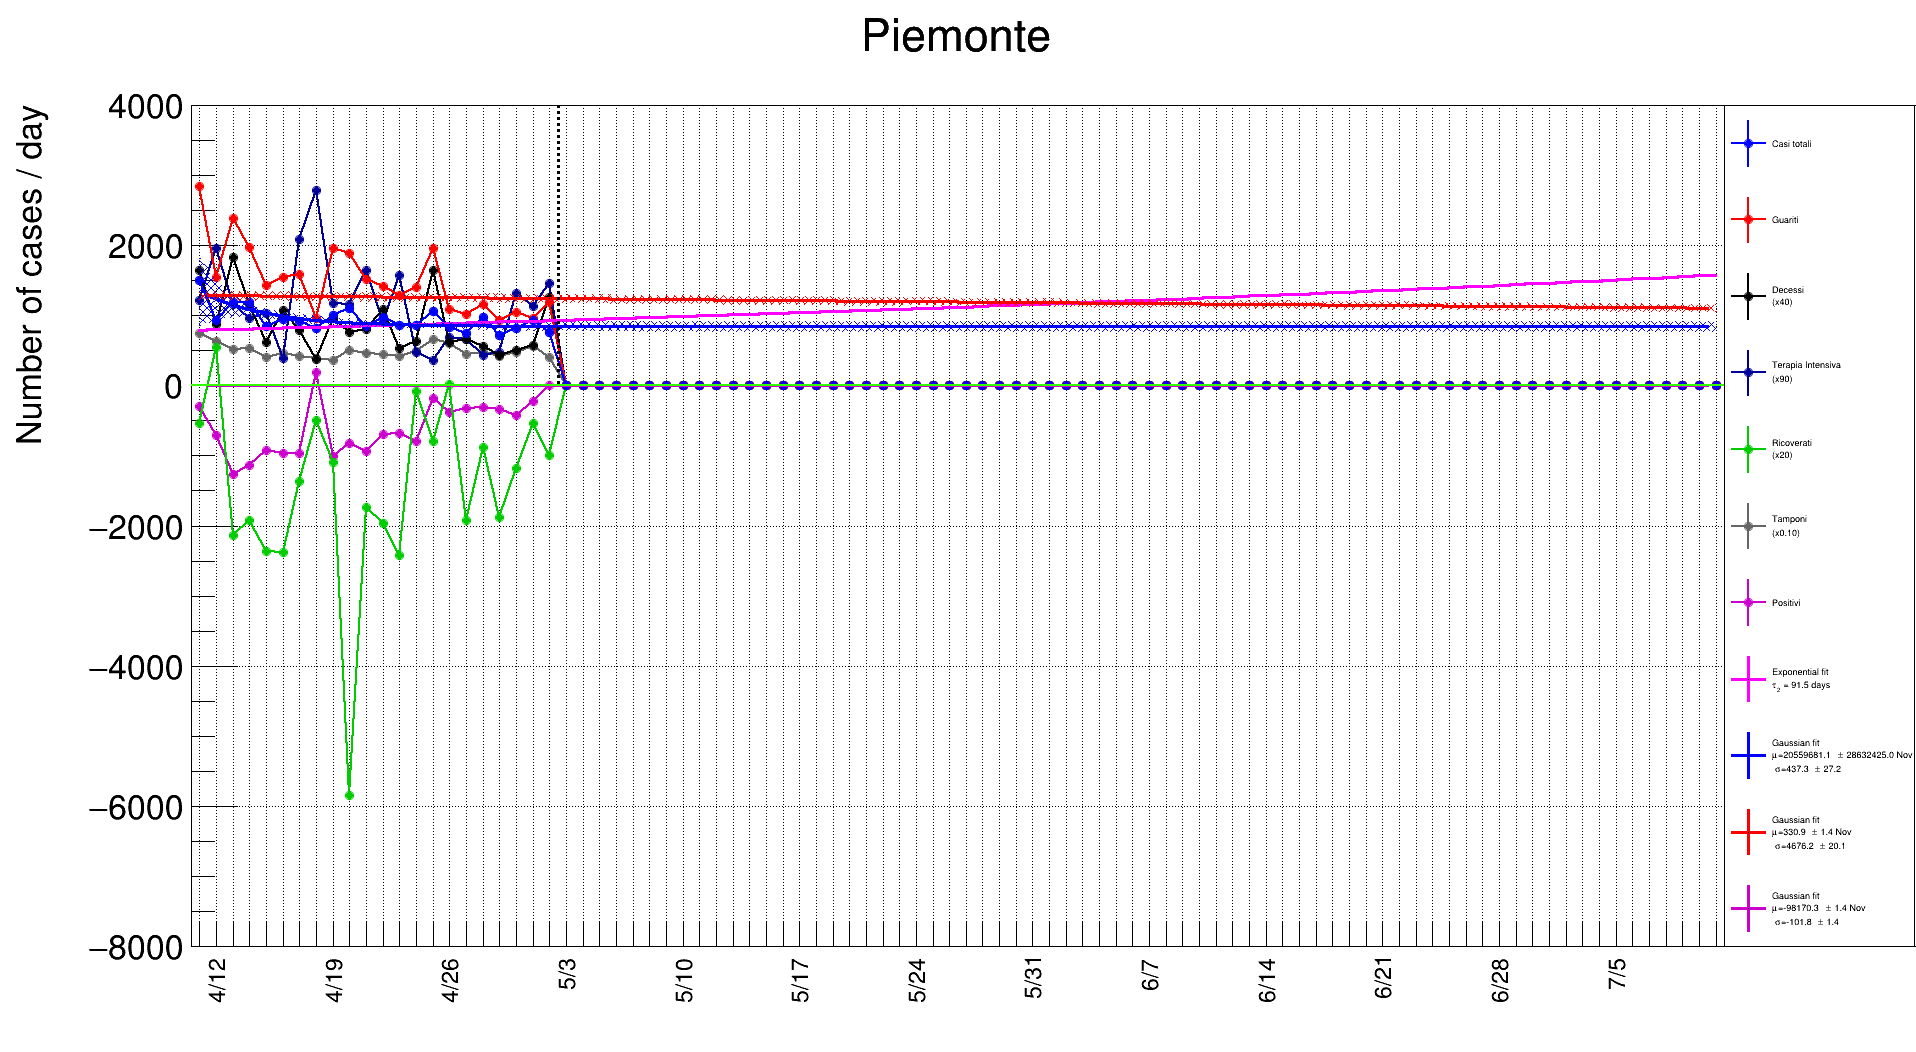 Piemonte
Number of cases / day
4000
2000
0
−2000
−4000
−6000
−8000
4/12
4/19
4/26
5/3
5/10
5/17
5/24
5/31
6/7
6/14
6/21
6/28
7/5
Casi totali
Guariti
Decessi
(x40)
Terapia Intensiva
(x90)
Ricoverati
(x20)
Tamponi
(x0.10)
Positivi
Exponential fit
τ2 = 91.5 days
Gaussian fit
μ=20559681.1 ± 28632425.0 Nov
σ=437.3 ± 27.2
Gaussian fit
μ=330.9 ± 1.4 Nov
σ=4676.2 ± 20.1
Gaussian fit
μ=-98170.3 ± 1.4 Nov
σ=-101.8 ± 1.4